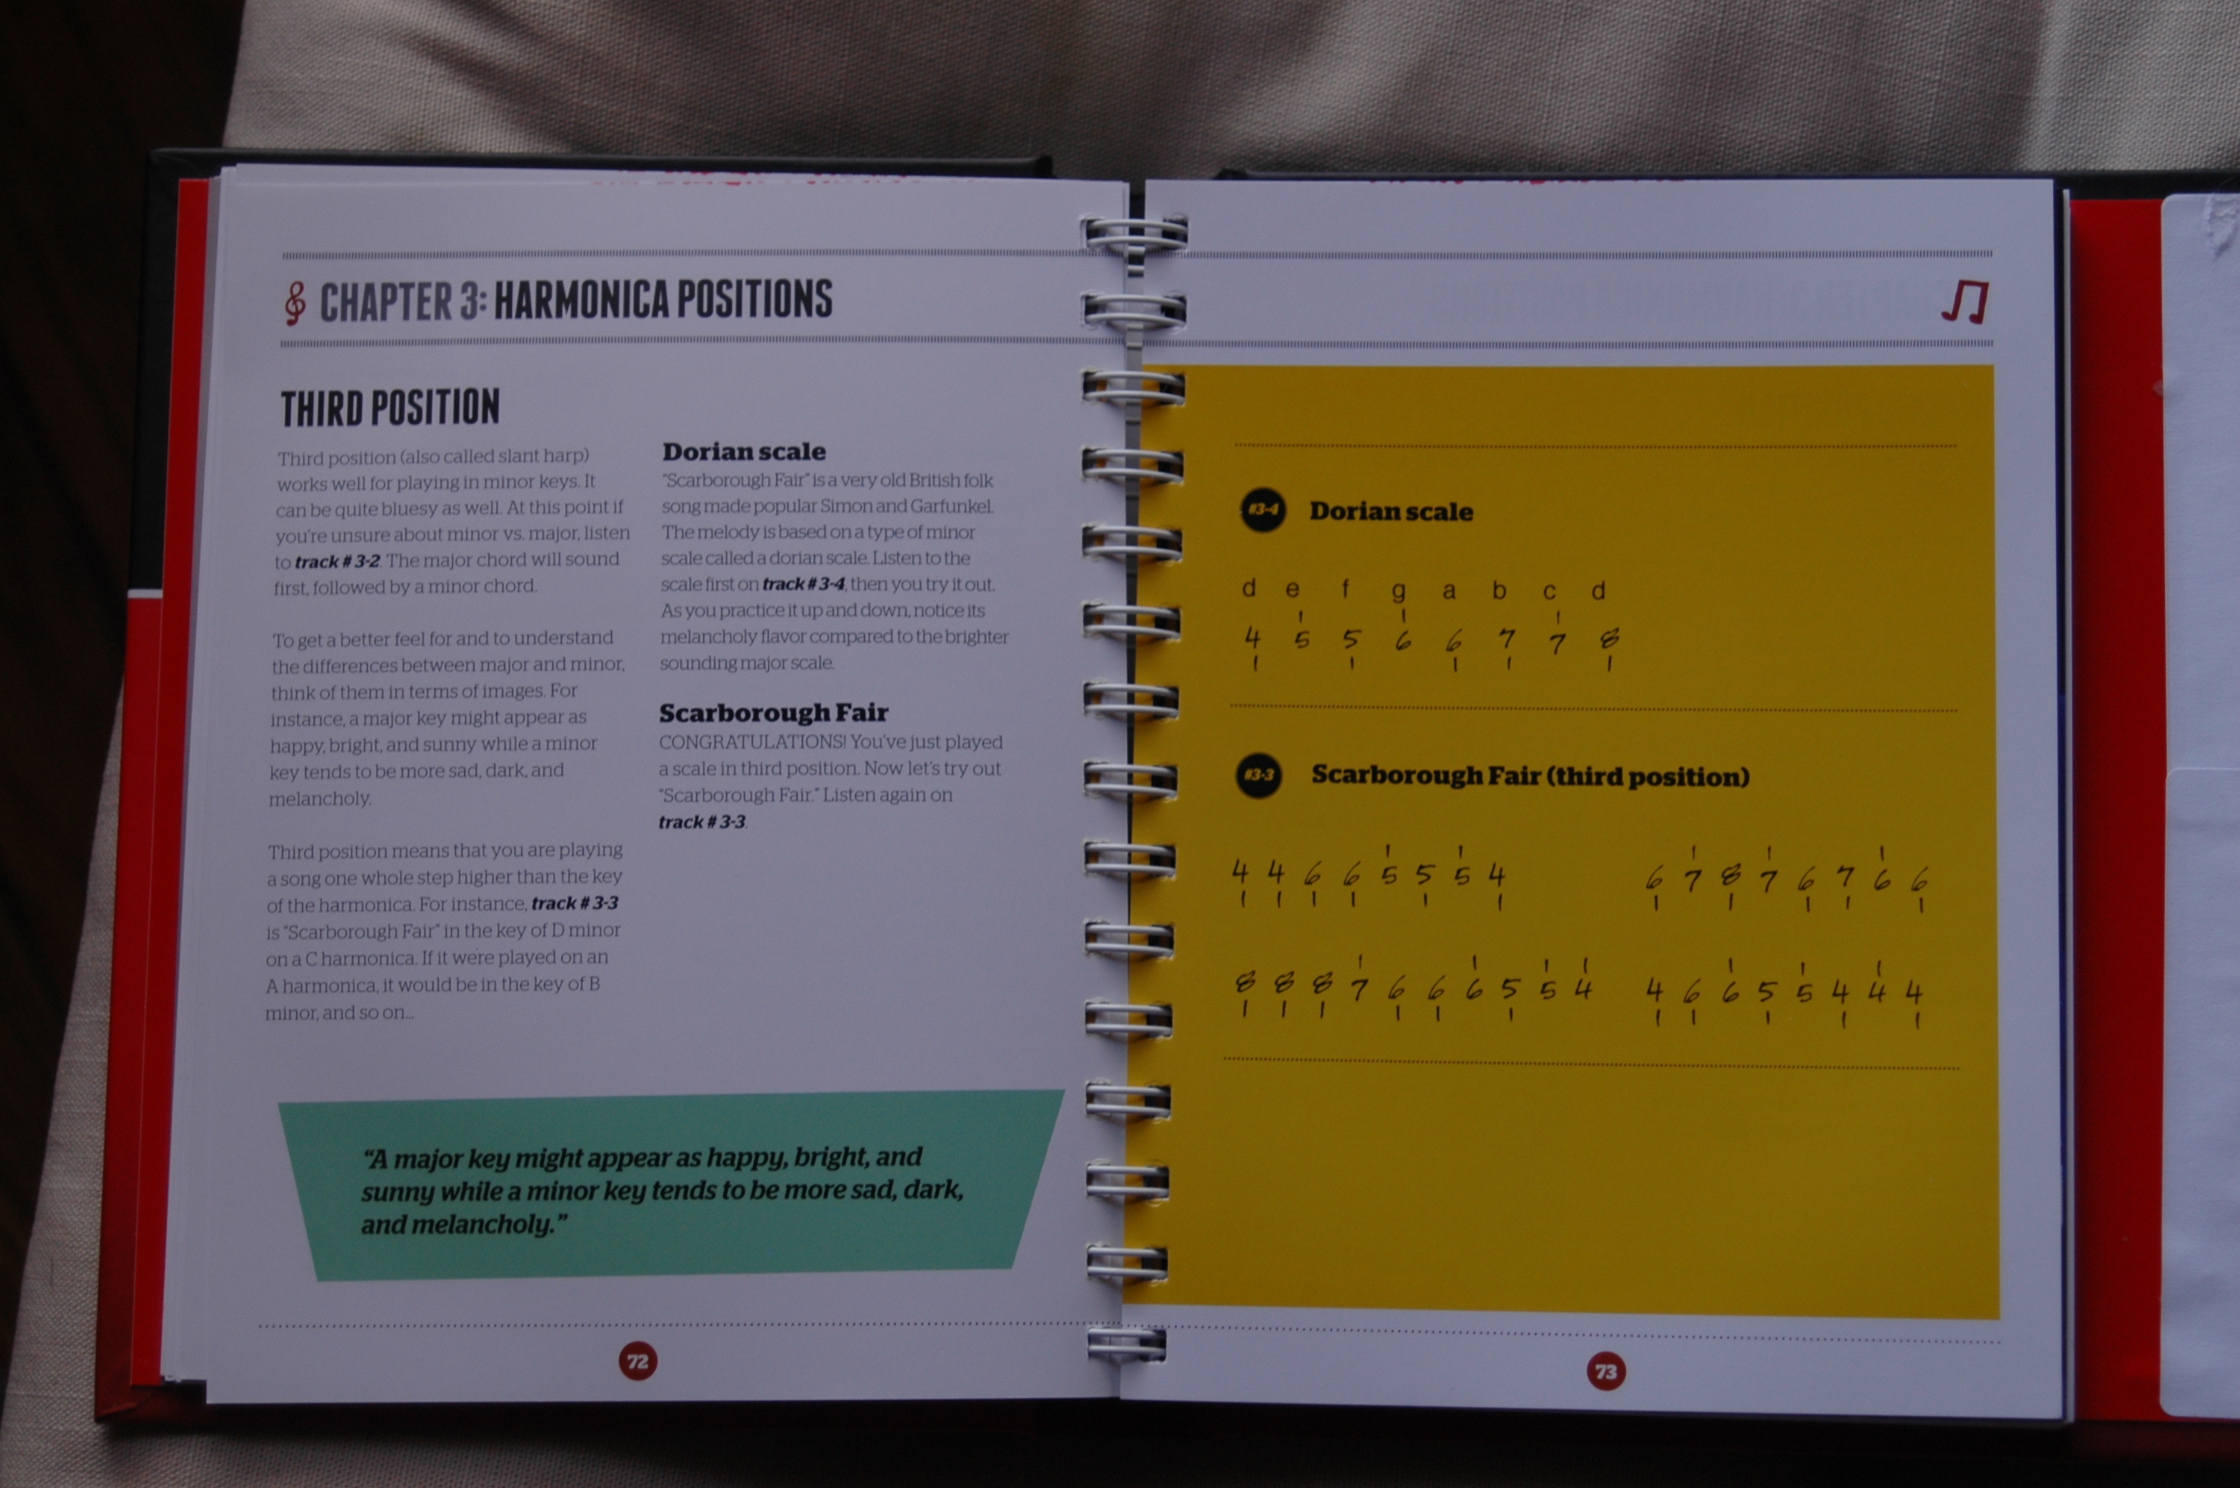 CHAPTER 3: HARMONICA POSITIONS
THIRD POSITION
Third position (also called slant harp)
works well for playing in minor keys. It
can be quite bluesy as well. At this point if
you're unsure about minor vs. major, listen
to track # 3-2. The major chord will sound
first, followed by a minor chord.
To get a better feel for and to understand
the differences between major and minor,
think of them in terms of images. For
instance, a major key might appear as
happy, bright, and sunny while a minor
key tends to be more sad, dark, and
melancholy.
Third position means that you are playing
a song one whole step higher than the key
of the harmonica. For instance, track # 3-3
is "Scarborough Fair" in the key of D minor
on a C harmonica. If it were played on an
A harmonica, it would be in the key of B
minor, and so on...
Dorian scale
"Scarborough Fair" is a very old British folk
song made popular Simon and Garfunkel.
The melody is based on a type of minor
scale called a dorian scale. Listen to the
scale first on track # 3-4, then you try it out.
As you practice it up and down, notice its
melancholy flavor compared to the brighter
sounding major scale.
Scarborough Fair
CONGRATULATIONS! You've just played
a scale in third position. Now let's try out
"Scarborough Fair." Listen again on
track # 3-3.
"A major key might appear as happy, bright, and
sunny while a minor key tends to be more sad, dark,
and melancholy."
72
#3-4 Dorian scale
d e f g a b c d
4 5 5 6 6 7 7 8
#3-3 Scarborough Fair (third position)
4 4 6 6 5 5 5 4 6 7 8 7 6 7 6 6
8 8 8 7 6 6 6 5 5 4 4 6 6 5 5 4 4 4
73